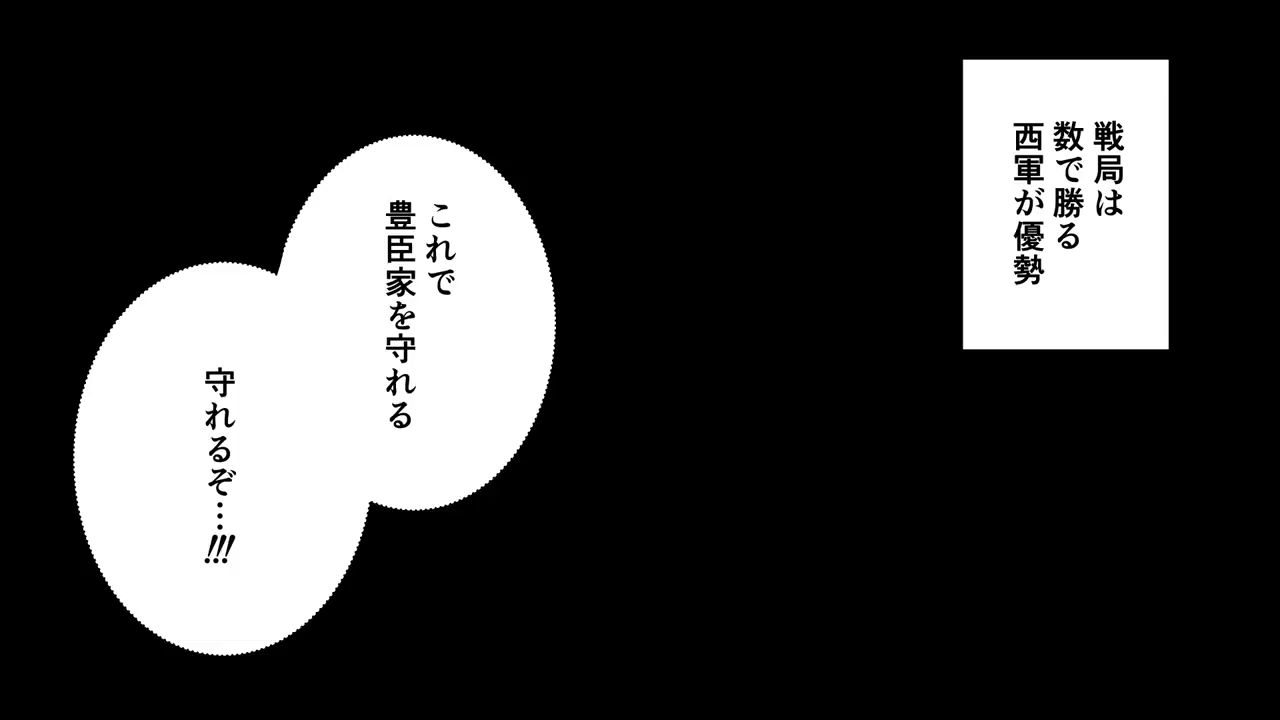 戦局は
数で勝る
西軍が優勢
これで
豊臣家を守れる
守れるぞ…!!!